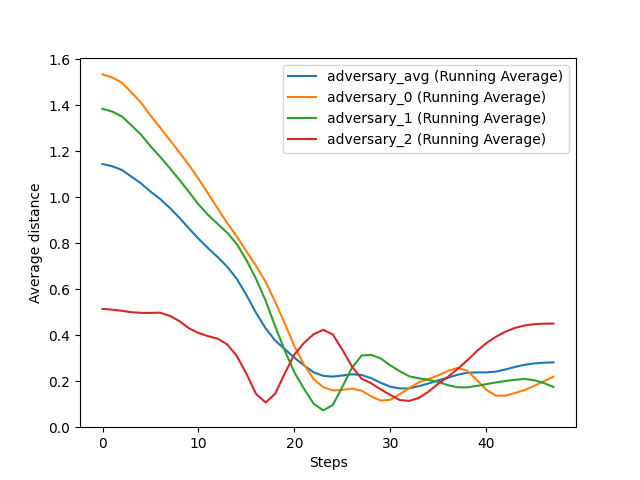 adversary_avg (Running Average)
adversary_0 (Running Average)
adversary_1 (Running Average)
adversary_2 (Running Average)
Average distance
1.6
1.4
1.2
1.0
0.8
0.6
0.4
0.2
0.0
0 10 20 30 40
Steps